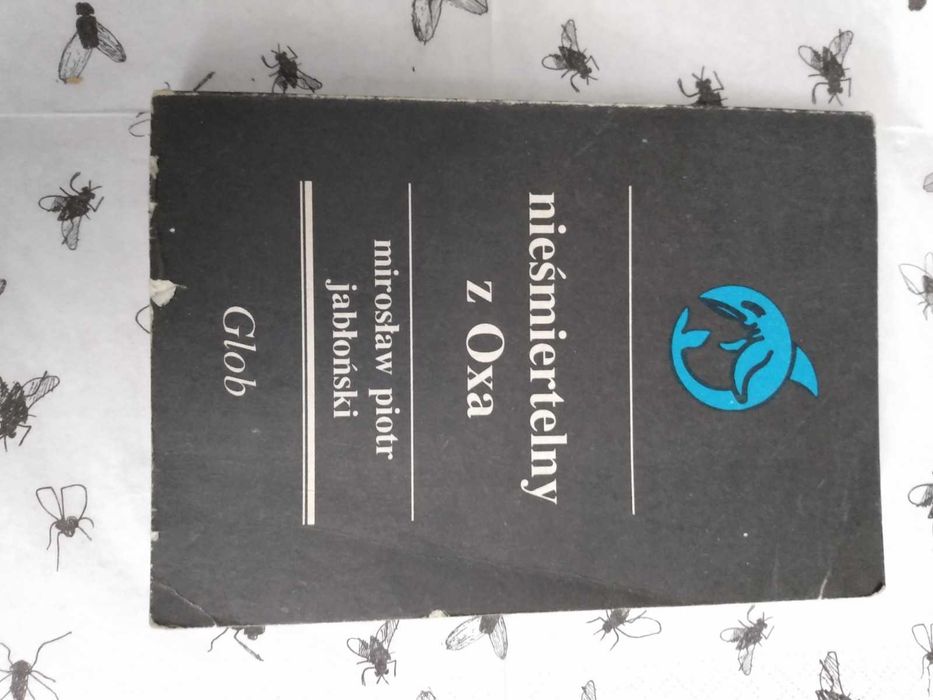 nieśmiertelny
z Oxa
mirosław piotr
jabłoński
Glob